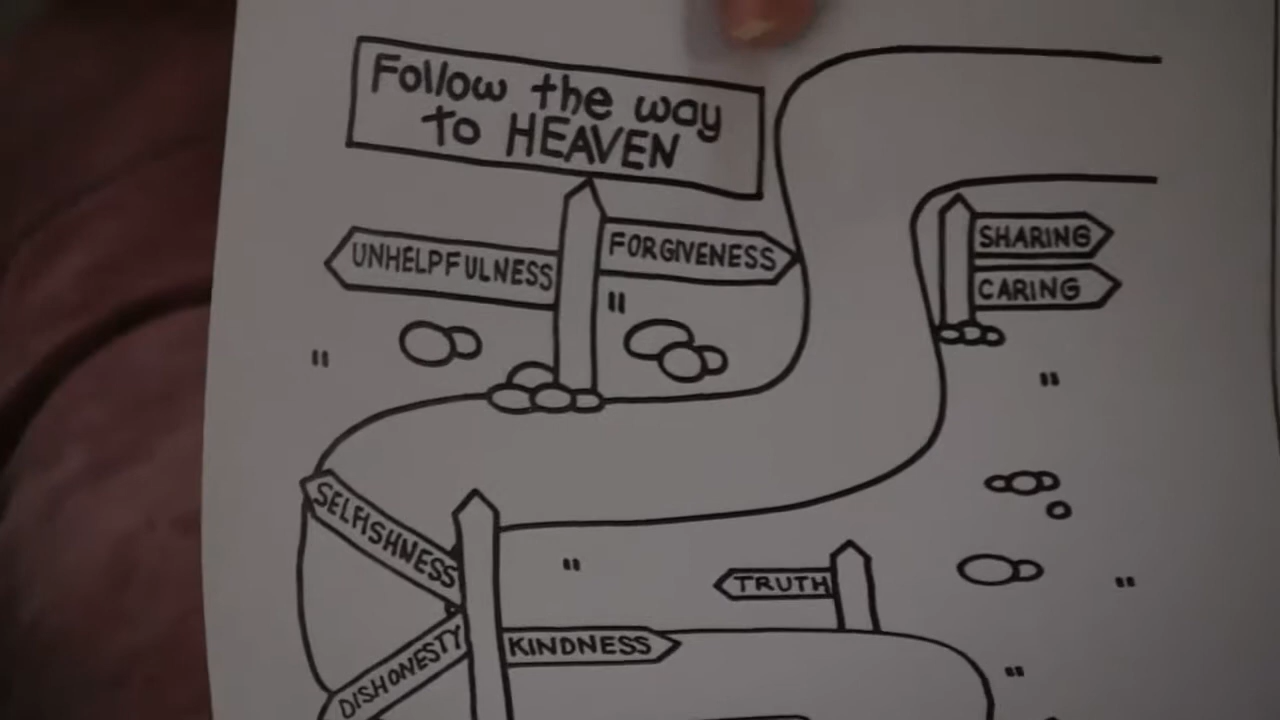 Follow the way
to HEAVEN
UNHELPFULNESS
FORGIVENESS
SHARING
CARING
SELFISHNESS
TRUTH
KINDNESS
DISHONESTY